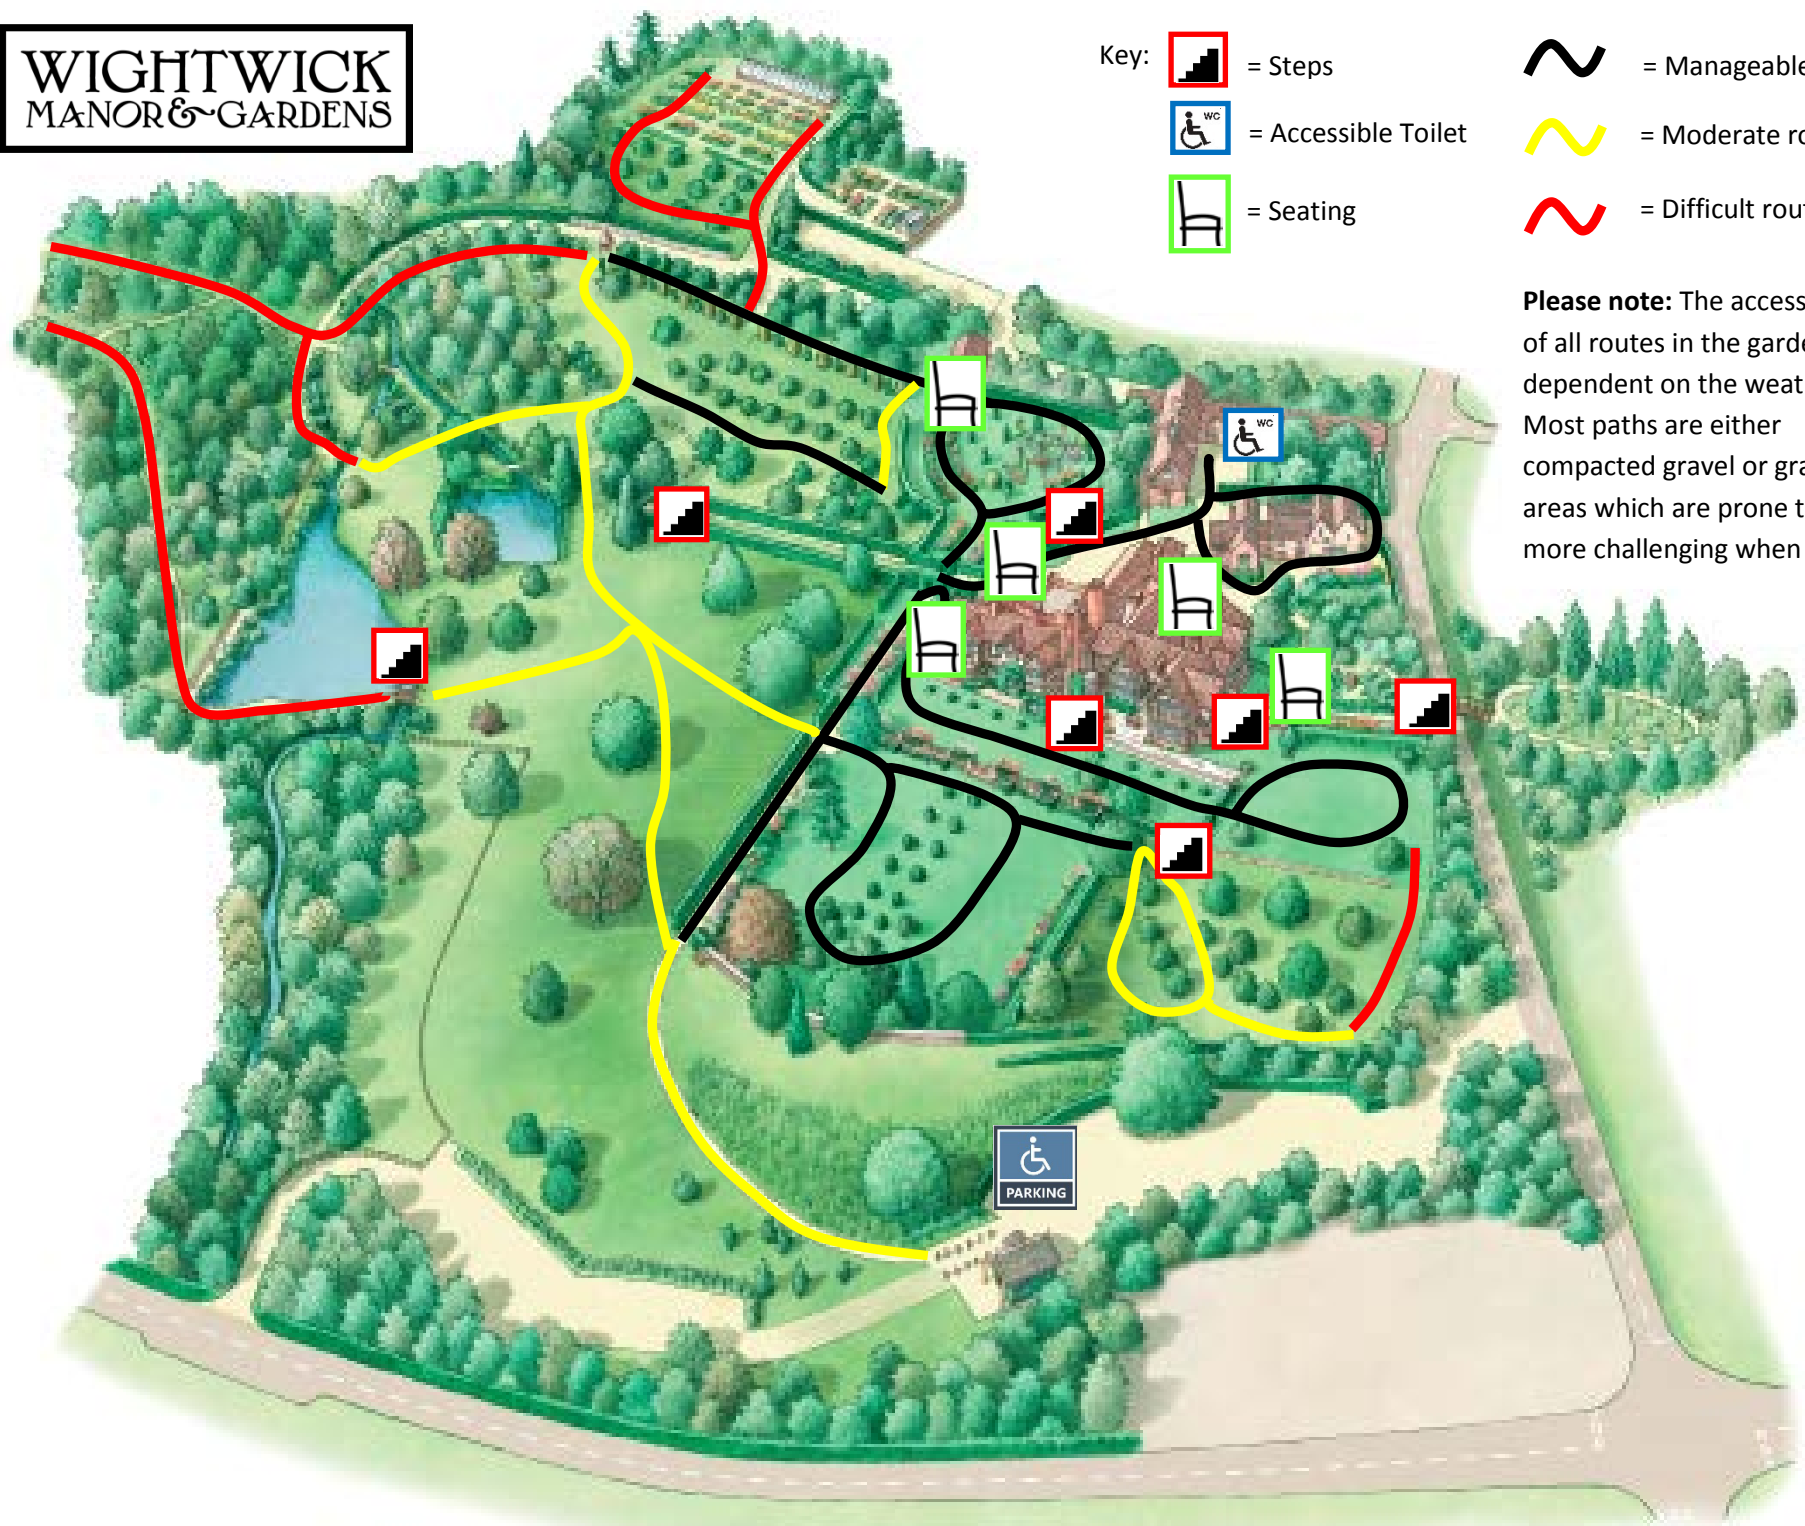 WIGHTWICK
MANOR & GARDENS
Key:
= Steps
= Accessible Toilet
= Seating
= Manageable
= Moderate ro
= Difficult rou
Please note: The access
of all routes in the garde
dependent on the weat
Most paths are either
compacted gravel or gra
areas which are prone t
more challenging when
WC
WC
PARKING